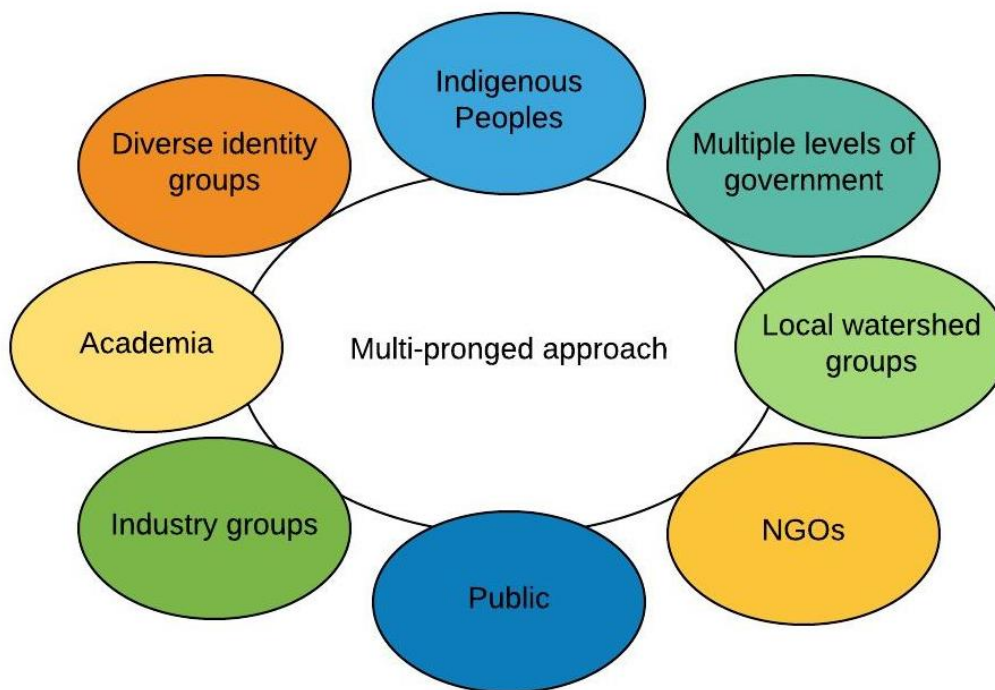 Indigenous
Peoples
Multiple levels of
government
Local watershed
groups
NGOs
Public
Industry groups
Academia
Diverse identity
groups
Multi-pronged approach